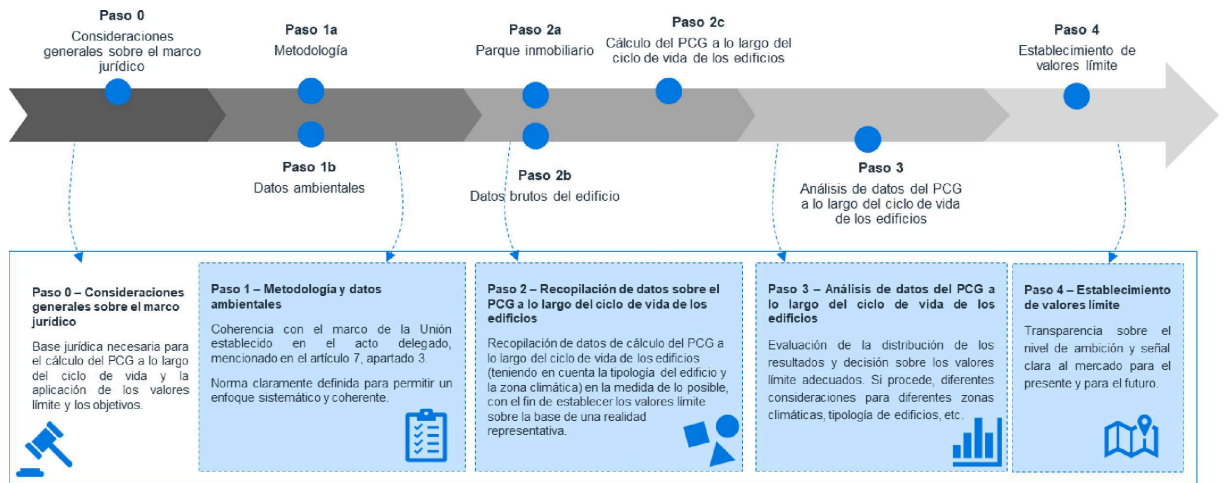 Paso 0
Consideraciones
generales sobre el marco
jurídico
Paso 1a
Metodología
Paso 2a
Parque inmobiliario
Paso 2c
Cálculo del PCG a lo largo del
ciclo de vida de los edificios
Paso 4
Establecimiento de
valores límite
Paso 1b
Datos ambientales
Paso 2b
Datos brutos del edificio
Paso 3
Análisis de datos del PCG
a lo largo del ciclo de vida
de los edificios
Paso 0 – Consideraciones
generales sobre el marco
jurídico
Base jurídica necesaria para
el cálculo del PCG a lo largo
del ciclo de vida y la
aplicación de los valores
límite y los objetivos.
Paso 1 – Metodología y datos
ambientales
Coherencia con el marco de la Unión
establecido en el acto delegado,
mencionado en el artículo 7, apartado 3.
Norma claramente definida para permitir un
enfoque sistemático y coherente.
Paso 2 – Recopilación de datos sobre el
PCG a lo largo del ciclo de vida de los
edificios
Recopilación de datos de cálculo del PCG a
lo largo del ciclo de vida de los edificios
(teniendo en cuenta la tipología del edificio y
la zona climática) en la medida de lo posible,
con el fin de establecer los valores límite
sobre la base de una realidad
representativa.
Paso 3 – Análisis de datos del PCG a
lo largo del ciclo de vida de los
edificios
Evaluación de la distribución de los
resultados y decisión sobre los valores
límite adecuados. Si procede, diferentes
consideraciones para diferentes zonas
climáticas, tipología de edificios, etc.
Paso 4 – Establecimiento
de valores límite
Transparencia sobre el
nivel de ambición y señal
clara al mercado para el
presente y para el futuro.